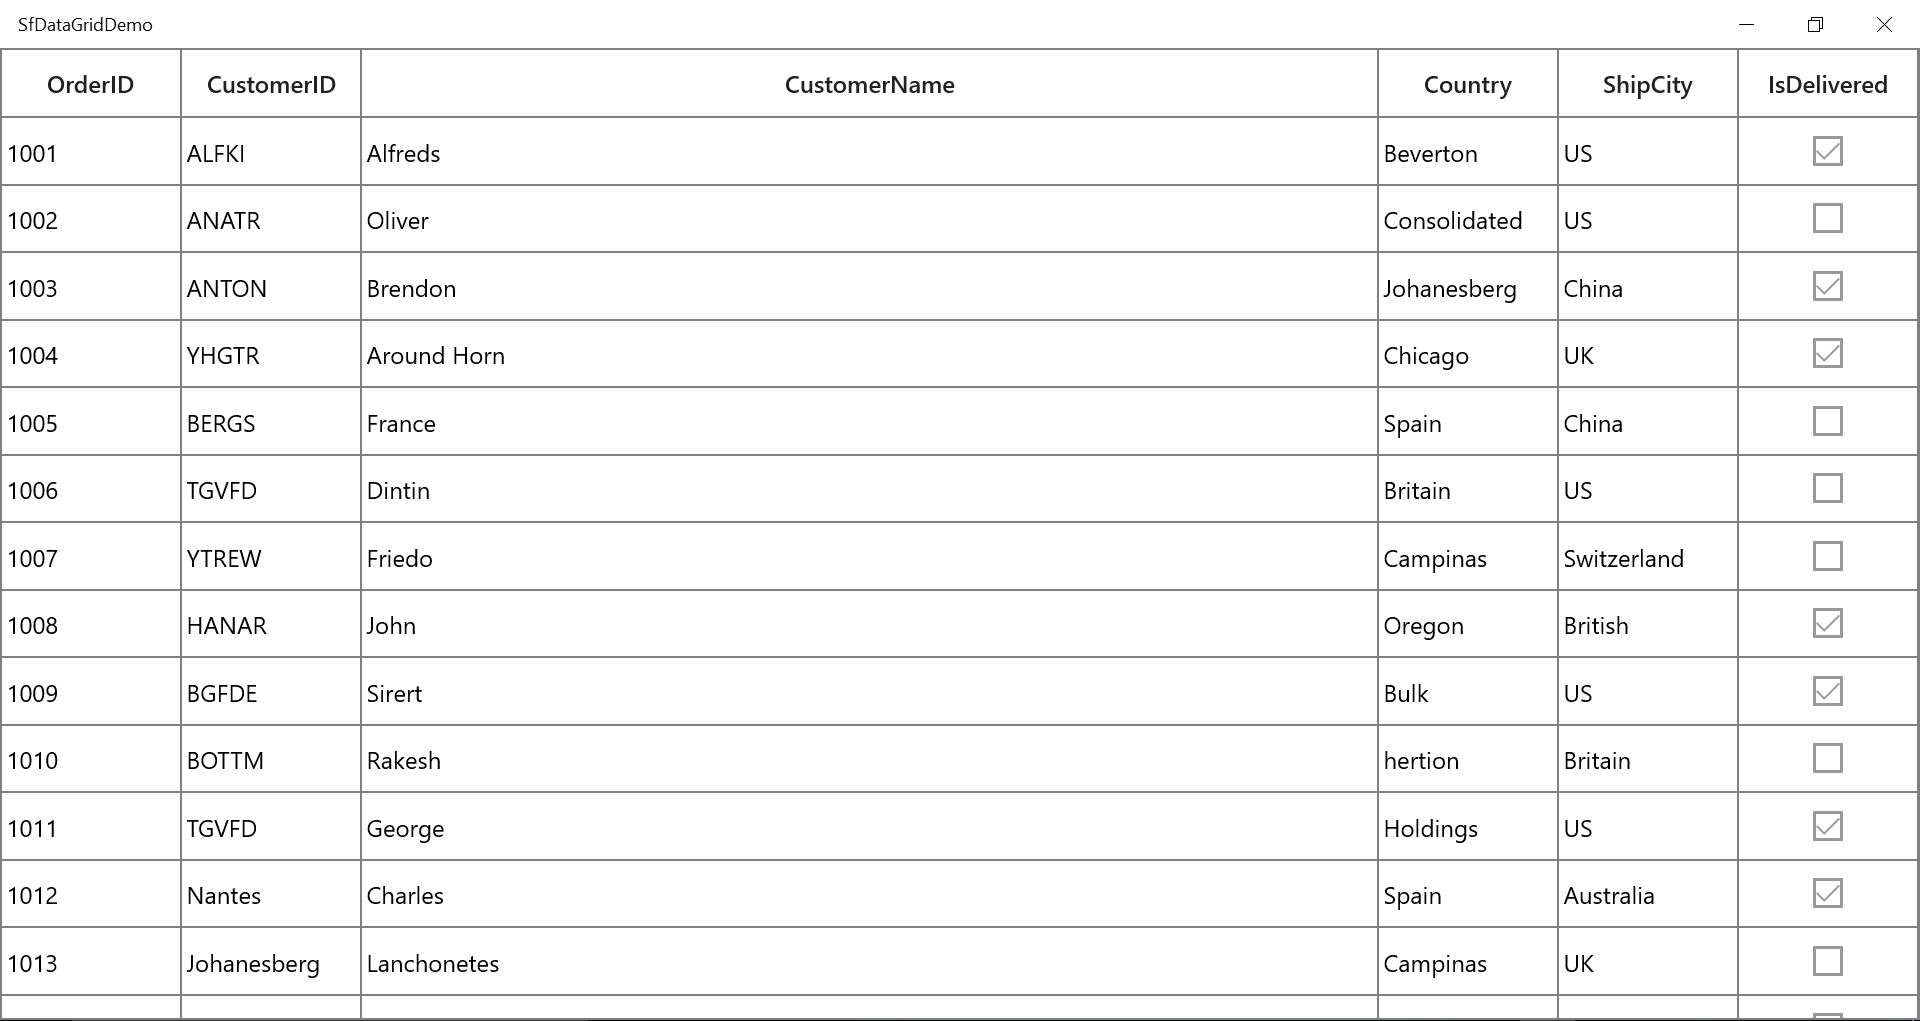 SfDataGridDemo
OrderID CustomerID CustomerName Country ShipCity IsDelivered
1001 ALFKI Alfreds Beverton US
1002 ANATR Oliver Consolidated US
1003 ANTON Brendon Johanesberg China
1004 YHGTR Around Horn Chicago UK
1005 BERGS France Spain China
1006 TGVFD Dintin Britain US
1007 YTREW Friedo Campinas Switzerland
1008 HANAR John Oregon British
1009 BGFDE Sirert Bulk US
1010 BOTTM Rakesh hertion Britain
1011 TGVFD George Holdings US
1012 Nantes Charles Spain Australia
1013 Johanesberg Lanchonetes Campinas UK